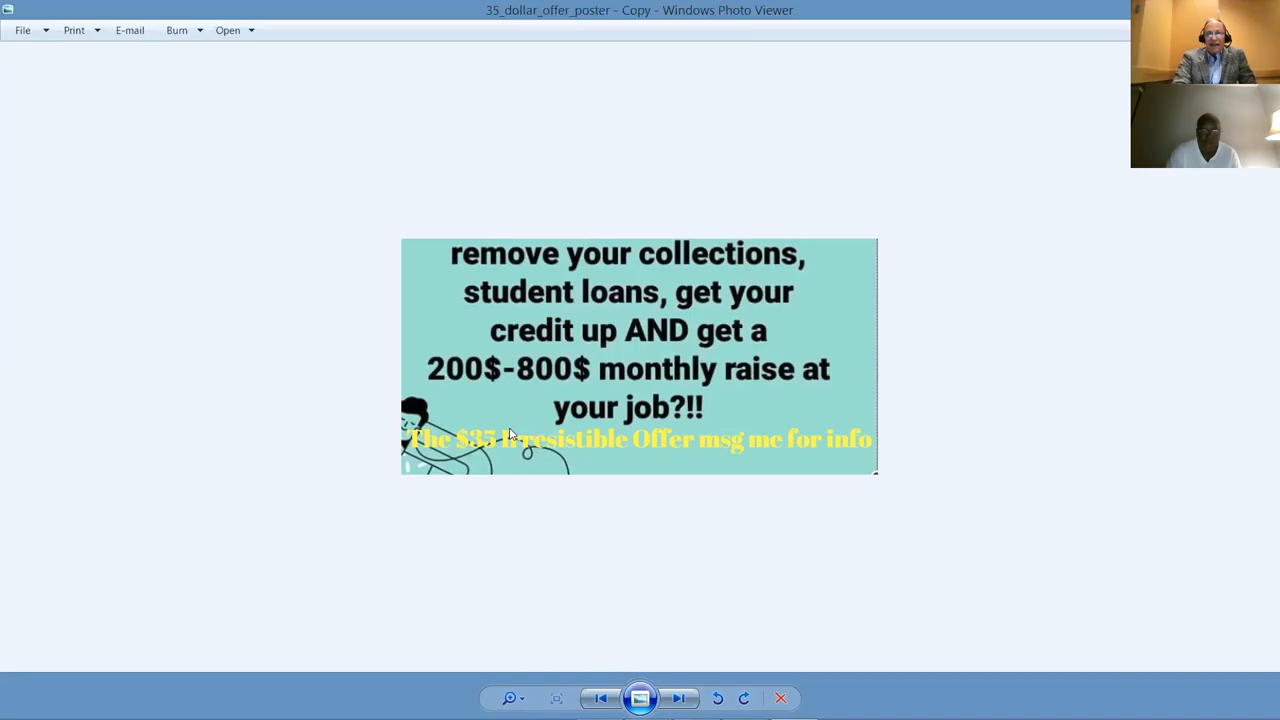 35_dollar_offer_poster - Copy - Windows Photo Viewer
File Print E-mail Burn Open
remove your collections,
student loans, get your
credit up AND get a
200$-800$ monthly raise at
your job?!!
The $35 Irresistible Offer msg me for info